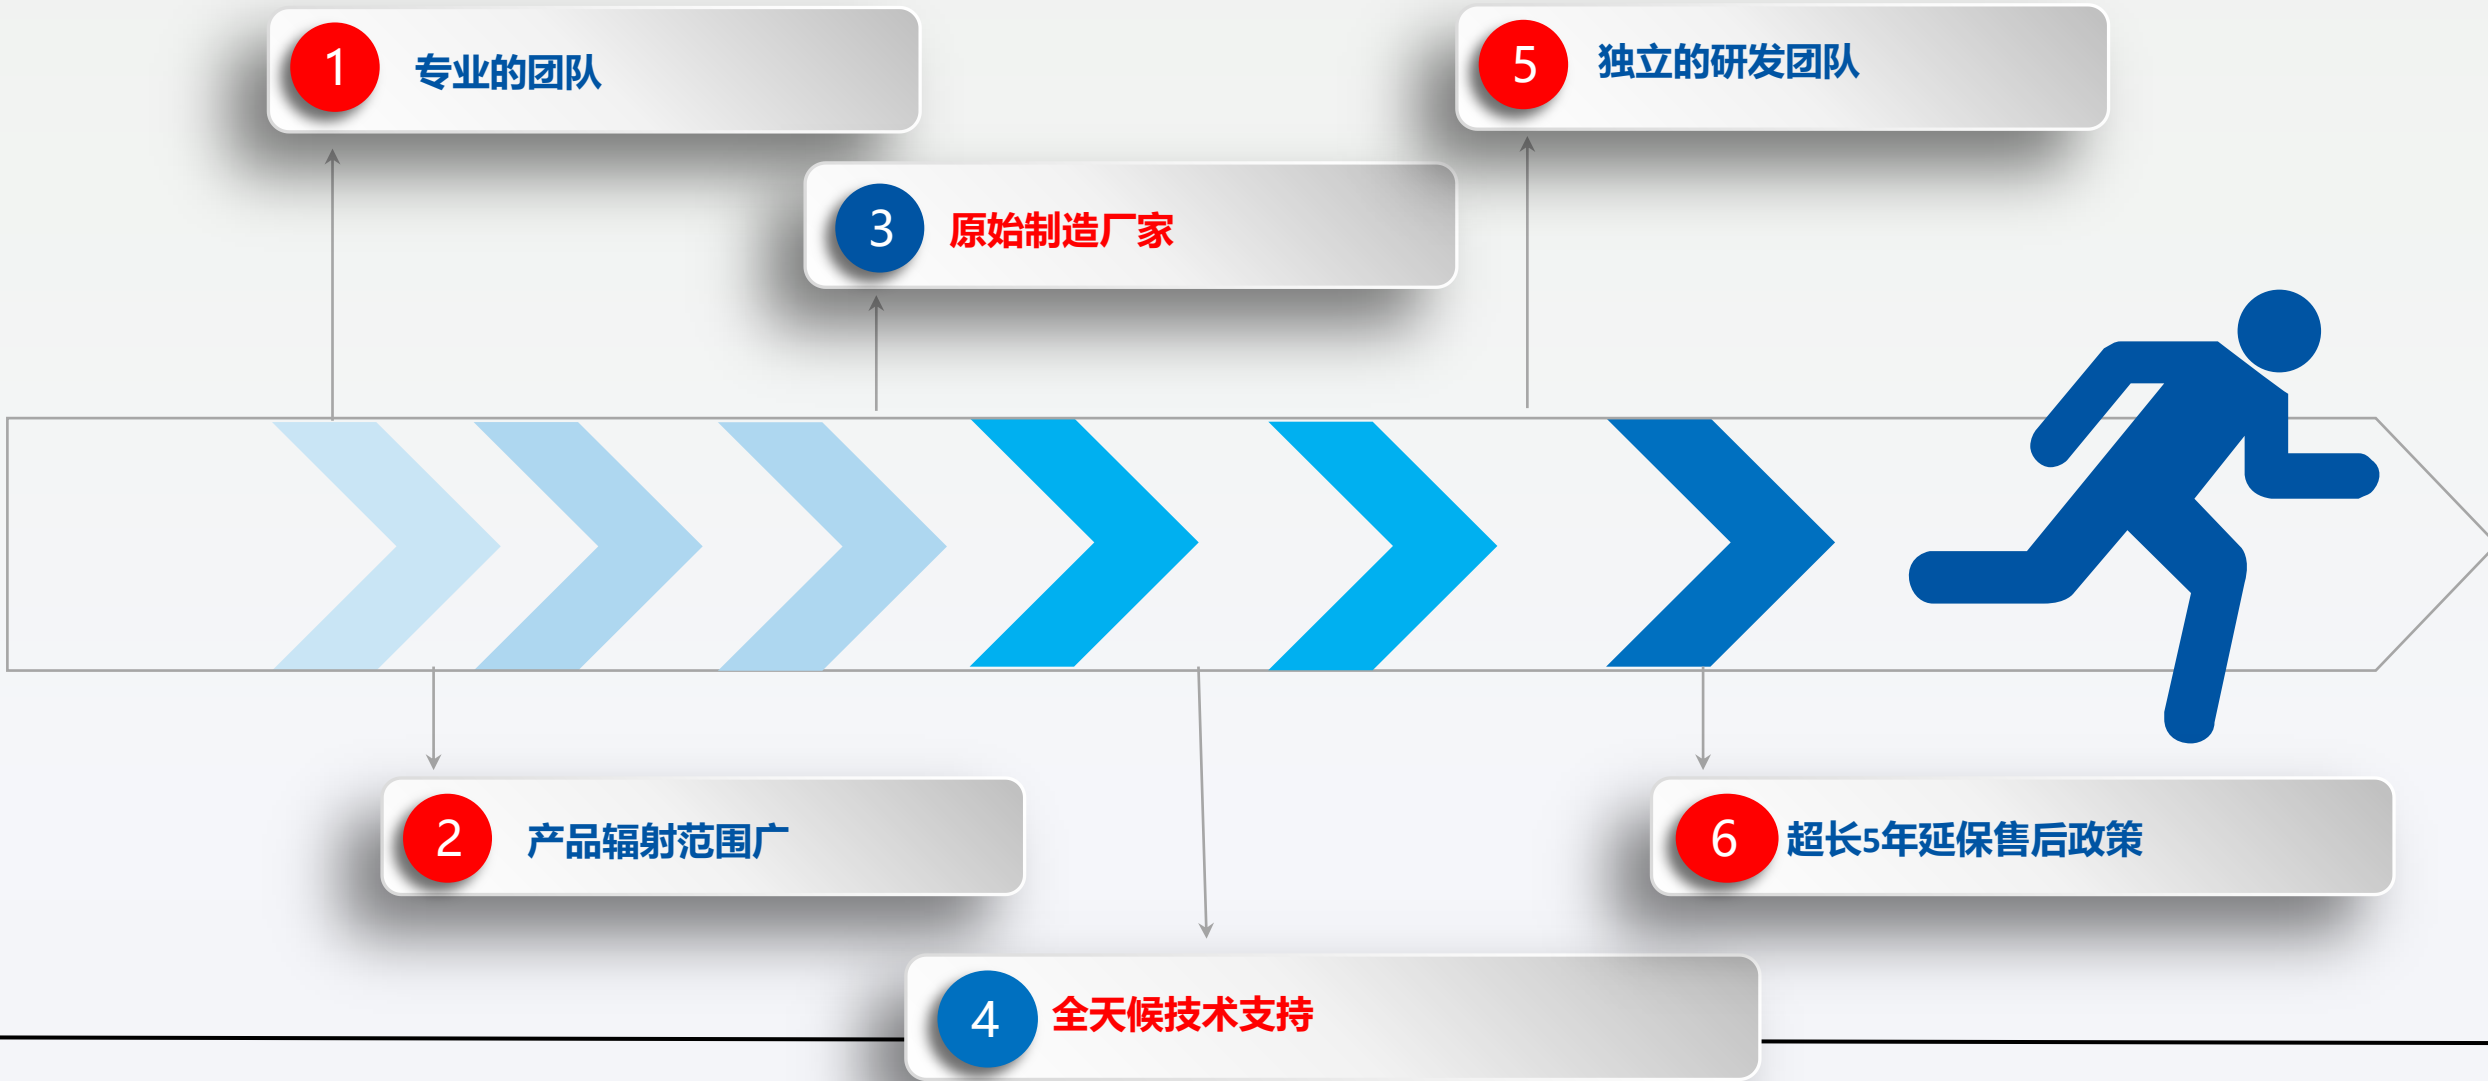 1 专业的团队
5 独立的研发团队
3 原始制造厂家
2 产品辐射范围广
6 超长5年延保售后政策
4 全天候技术支持